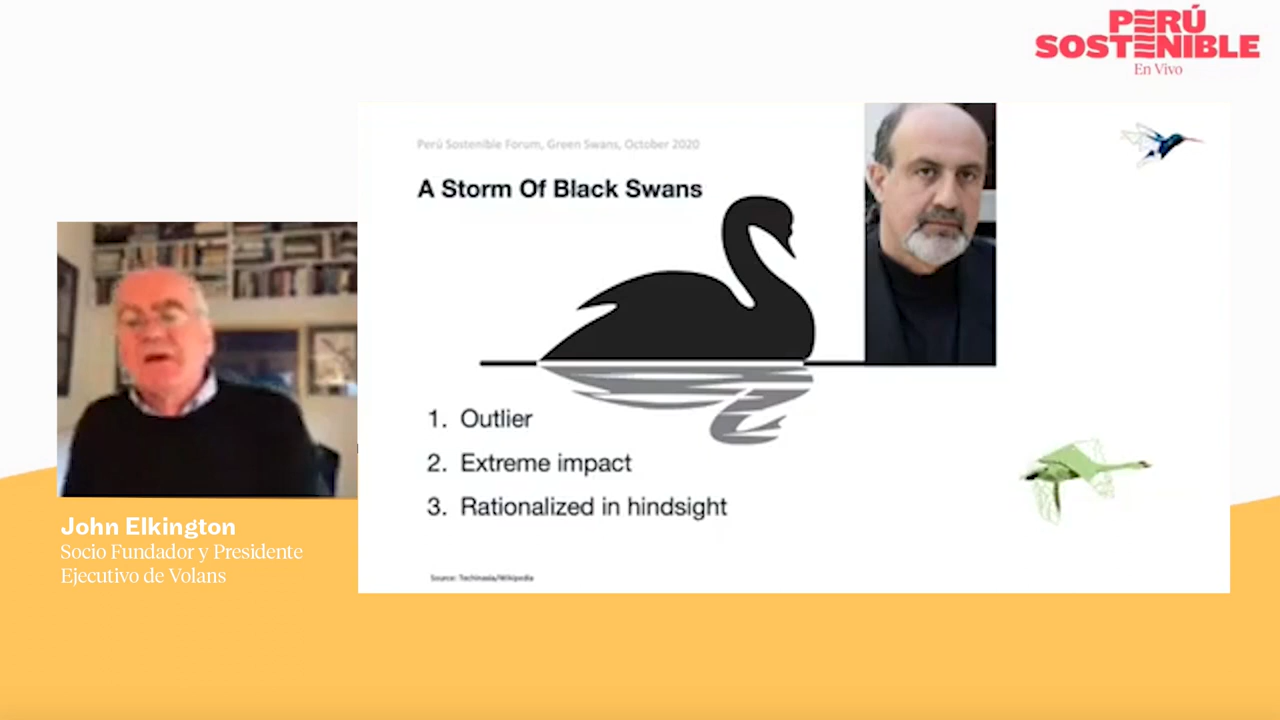 PERÚ
SOSTENIBLE
En Vivo
Perú Sostenible Forum, Green Swans, October 2020
A Storm Of Black Swans
1. Outlier
2. Extreme impact
3. Rationalized in hindsight
Source: Techinasia/Wikipedia
John Elkington
Socio Fundador y Presidente
Ejecutivo de Volans